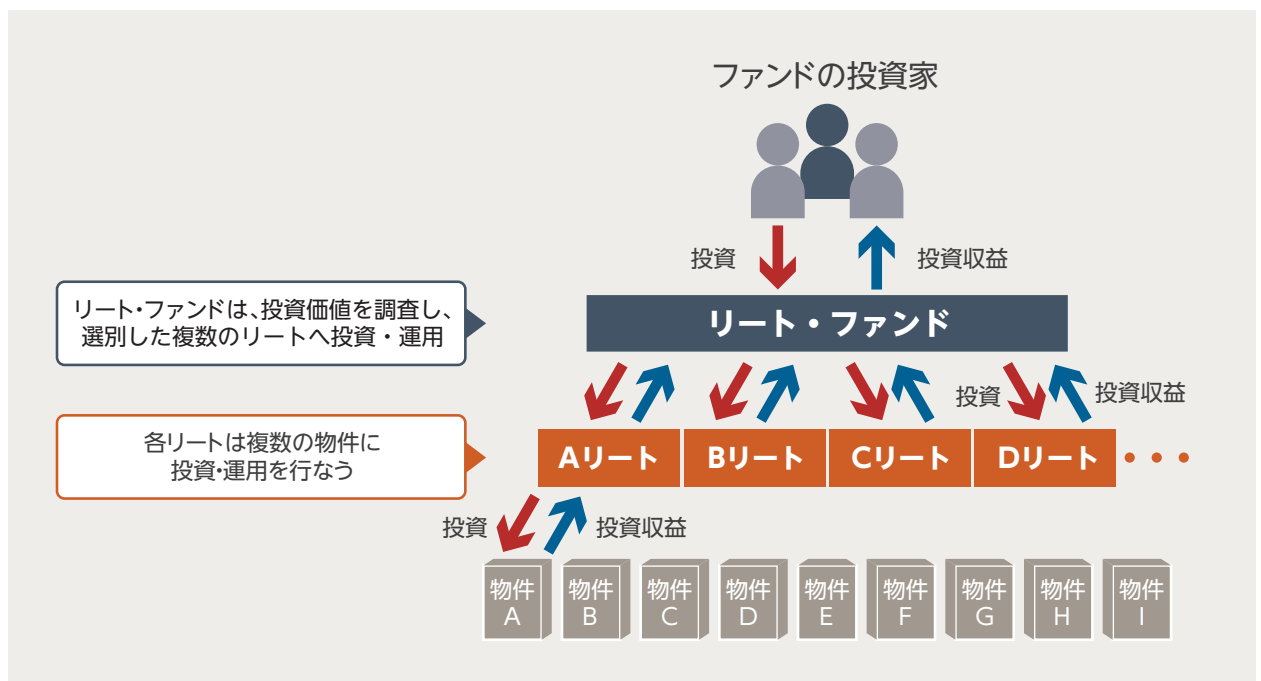 ファンドの投資家
投資
投資収益
リート・ファンドは、投資価値を調査し、
選別した複数のリートへ投資・運用
リート・ファンド
投資
投資収益
各リートは複数の物件に
投資・運用を行なう
Aリート
Bリート
Cリート
Dリート
・・・
投資
投資収益
物件
A
物件
B
物件
C
物件
D
物件
E
物件
F
物件
G
物件
H
物件
I